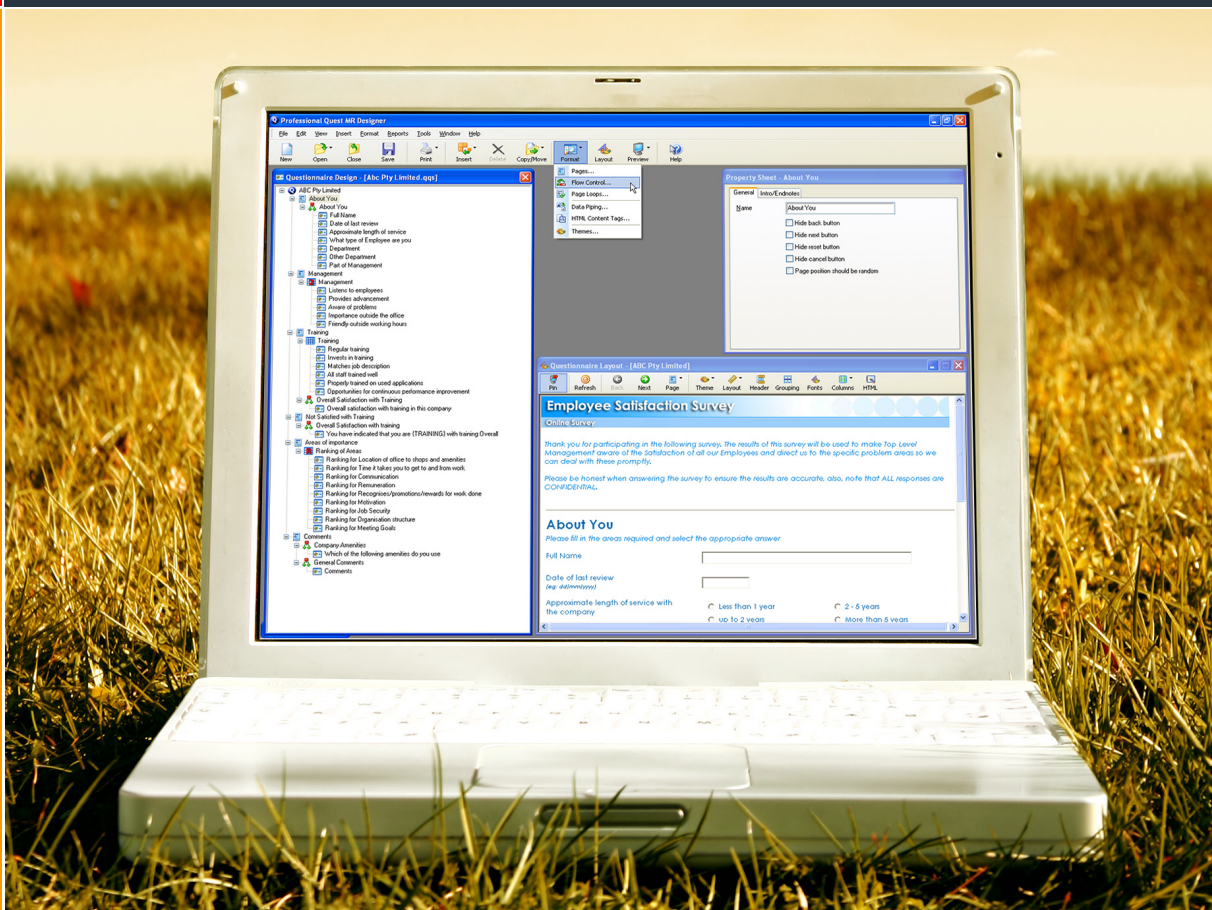 Professional Quest MR Designer
File Edit View Insert Format Reports Tools Window Help
New Open Close Save Print Insert Delete Copy/Move Format Layout Preview Help
Pages...
Flow Control...
Page Loops...
Data Piping...
HTML Content Tags...
Themes...
Questionnaire Design - [Abc Pty Limited.qqs]
ABC Pty Limited
About You
About You
Full Name
Date of last review
Approximate length of service
What type of Employee are you
Department
Other Department
Part of Management
Management
Management
Listens to employees
Provides advancement
Aware of problems
Importance outside the office
Friendly outside working hours
Training
Training
Regular training
Invests in training
Matches job description
All staff trained well
Properly trained on used applications
Opportunities for continuous performance improvement
Overall Satisfaction with Training
Overall satisfaction with training in this company
Not Satisfied with Training
Overall Satisfaction with training
You have indicated that you are {TRAINING} with training Overall
Areas of importance
Ranking of Areas
Ranking for Location of office to shops and amenities
Ranking for Time it takes you to get to and from work.
Ranking for Communication
Ranking for Remuneration
Ranking for Recognises/promotions/rewards for work done
Ranking for Motivation
Ranking for Job Security
Ranking for Organisation structure
Ranking for Meeting Goals
Comments
Company Amenities
Which of the following amenities do you use
General Comments
Comments
Property Sheet - About You
General Intro/Endnotes
Name About You
Hide back button
Hide next button
Hide reset button
Hide cancel button
Page position should be random
Questionnaire Layout - [ABC Pty Limited]
Pin Refresh Back Next Page Theme Layout Header Grouping Fonts Columns HTML
Employee Satisfaction Survey
Online Survey
Thank you for participating in the following survey. The results of this survey will be used to make Top Level
Management aware of the Satisfaction of all our Employees and direct us to the specific problem areas so we
can deal with these promptly.
Please be honest when answering the survey to ensure the results are accurate, also, note that ALL responses are
CONFIDENTIAL.
About You
Please fill in the areas required and select the appropriate answer
Full Name
Date of last review
(eg: dd/mm/yyyy)
Approximate length of service with
the company
Less than 1 year 2 - 5 years
up to 2 years More than 5 years